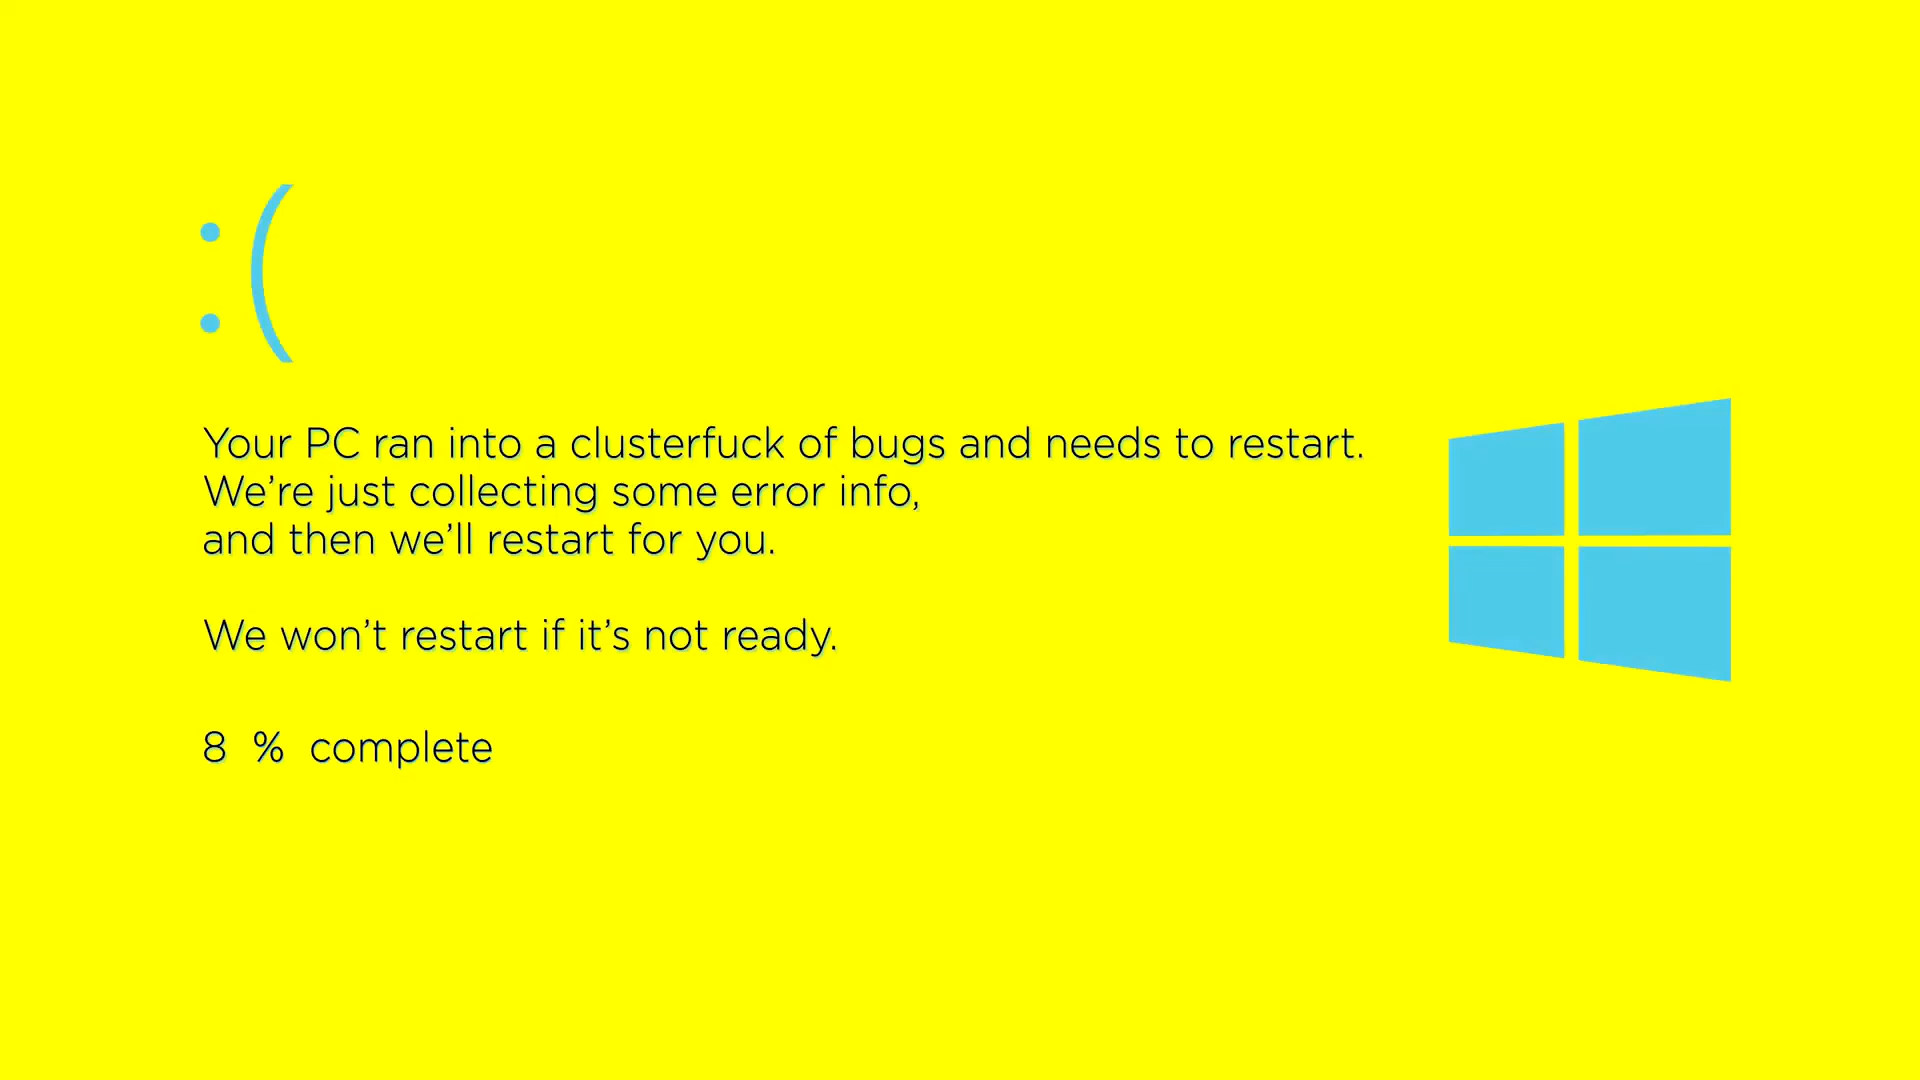 :(
Your PC ran into a clusterfuck of bugs and needs to restart.
We’re just collecting some error info,
and then we’ll restart for you.
We won’t restart if it’s not ready.
8 % complete